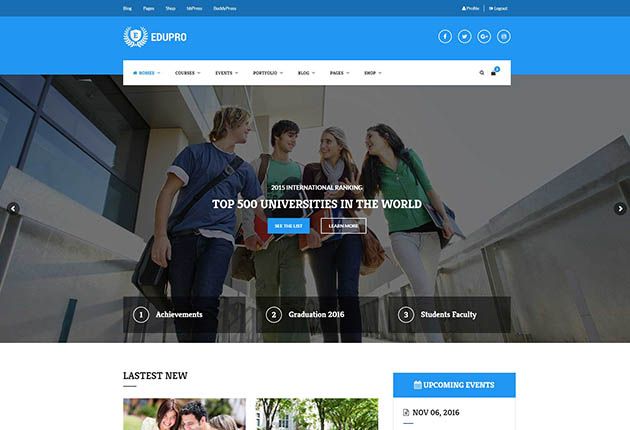 Blog Pages Shop bbPress BuddyPress Profile Logout
E EDUPRO
HOMES COURSES EVENTS PORTFOLIO BLOG PAGES SHOP 0
2015 INTERNATIONAL RANKING
TOP 500 UNIVERSITIES IN THE WORLD
SEE THE LIST LEARN MORE
1 Achievements 2 Graduation 2016 3 Students Faculty
LASTEST NEW
UPCOMING EVENTS
NOV 06, 2016